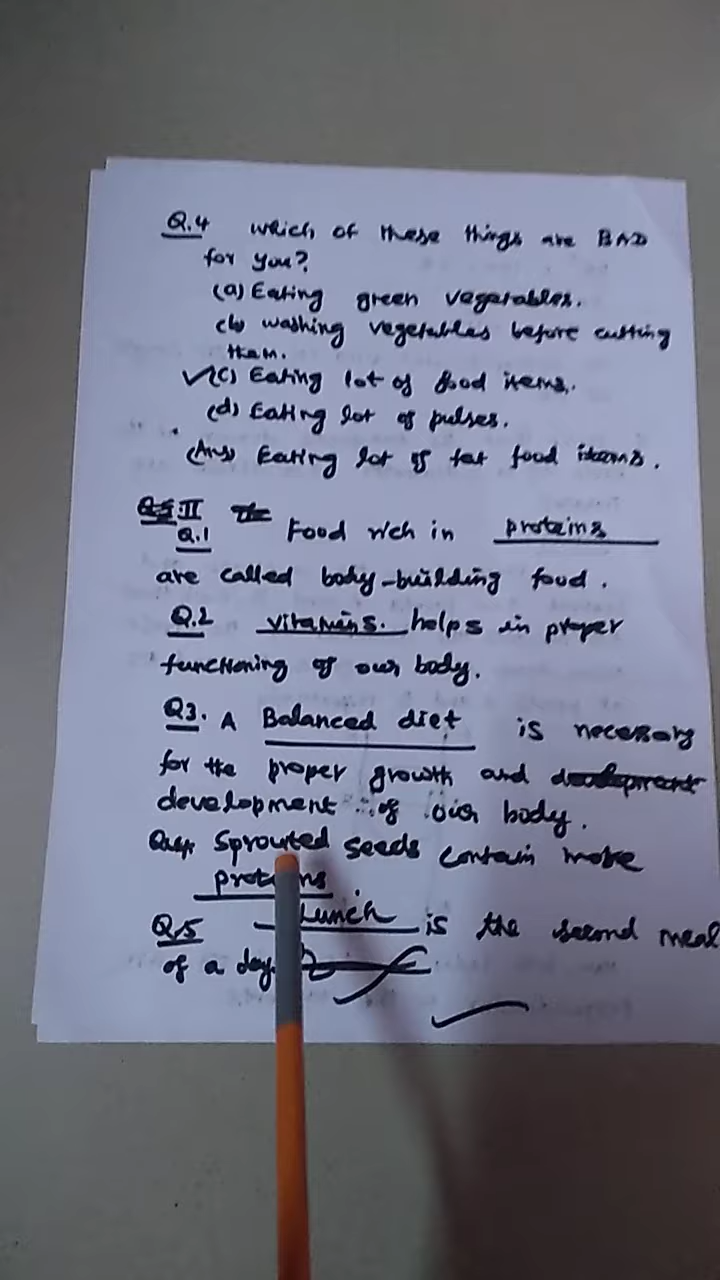 Q.4 which of these things are BAD
for you?
(a) Eating green vegetables.
(b) washing vegetables before cutting
them.
(c) Eating lot of food items.
(d) Eating lot of pulses.
(Ans) Eating lot of fat food items.
II
Q.1 Food rich in proteins
are called body-building food.
Q.2 vitamins. helps in proper
functioning of our body.
Q3. A Balanced diet is necessary
for the proper growth and development
development of our body.
Q4. Sprouted seeds contain more
proteins
Q5 Lunch is the second meal
of a day.